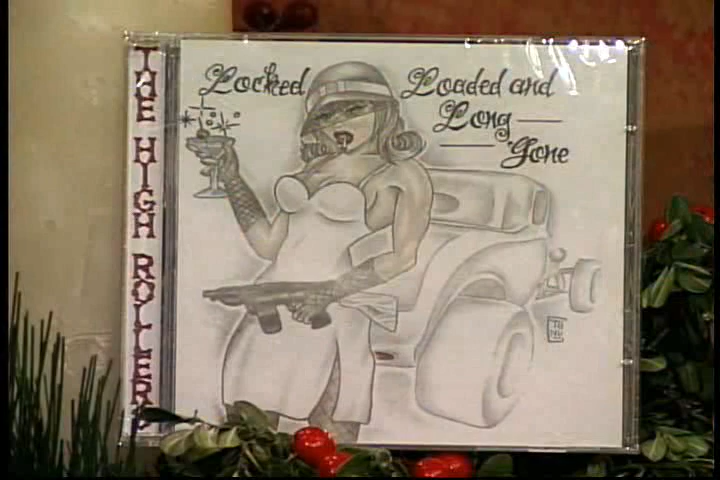 THE HIGH ROLLERS
Locked
Loaded and
Long
Gone